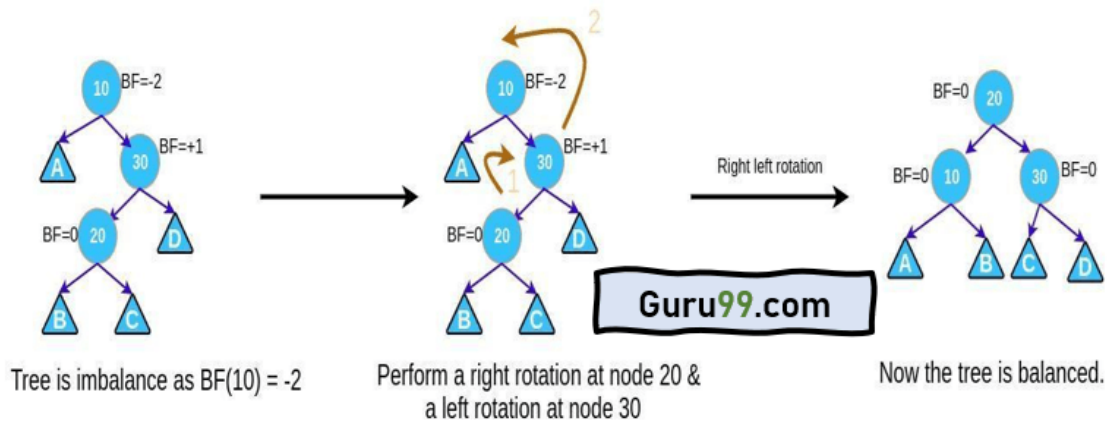 10
BF=-2
A
30
BF=+1
BF=0
20
D
B
C
Tree is imbalance as BF(10) = -2
2
10
BF=-2
A
1
30
BF=+1
BF=0
20
D
B
C
Perform a right rotation at node 20 &
a left rotation at node 30
Right left rotation
Guru99.com
BF=0
20
BF=0
10
30
BF=0
A
B
C
D
Now the tree is balanced.